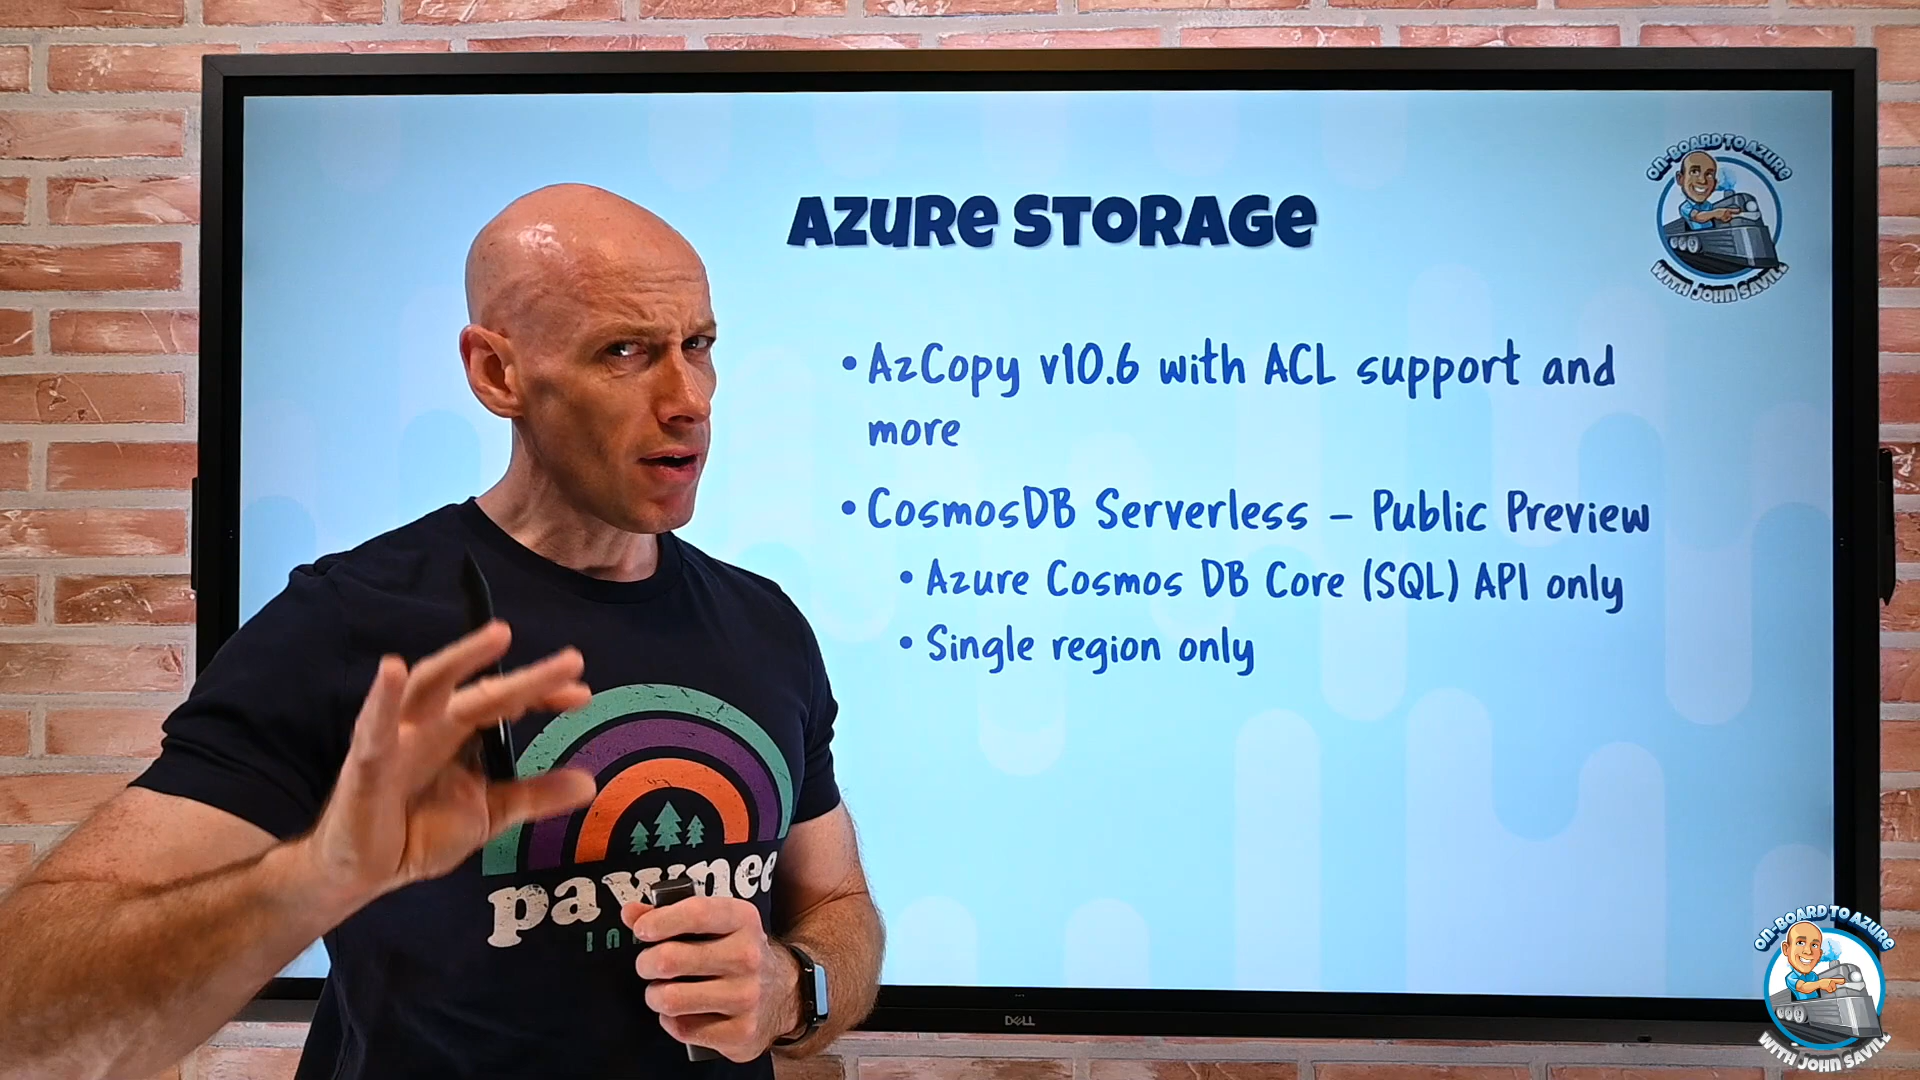 AZURE STORAGE
ON-BOARD TO AZURE
WITH JOHN SAVILL
• AzCopy v10.6 with ACL support and
more
• CosmosDB Serverless – Public Preview
• Azure Cosmos DB Core (SQL) API only
• Single region only
pawnee
DELL
ON-BOARD TO AZURE
WITH JOHN SAVILL